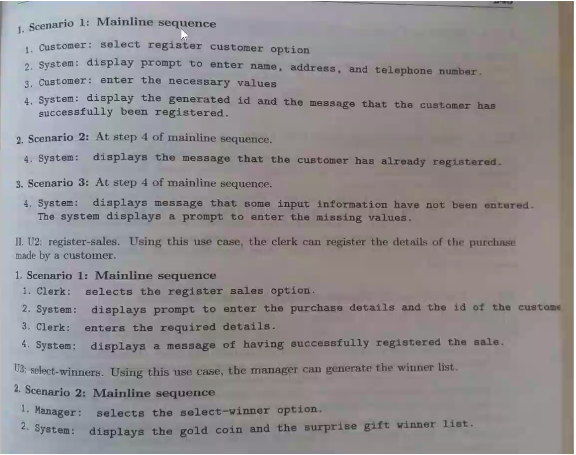 1. Scenario 1: Mainline sequence
1. Customer: select register customer option
2. System: display prompt to enter name, address, and telephone number.
3. Customer: enter the necessary values
4. System: display the generated id and the message that the customer has
successfully been registered.
2. Scenario 2: At step 4 of mainline sequence.
4. System: displays the message that the customer has already registered.
3. Scenario 3: At step 4 of mainline sequence.
4. System: displays message that some input information have not been entered.
The system displays a prompt to enter the missing values.
II. U2: register-sales. Using this use case, the clerk can register the details of the purchase
made by a customer.
1. Scenario 1: Mainline sequence
1. Clerk: selects the register sales option.
2. System: displays prompt to enter the purchase details and the id of the custome
3. Clerk: enters the required details.
4. System: displays a message of having successfully registered the sale.
U3: select-winners. Using this use case, the manager can generate the winner list.
2. Scenario 2: Mainline sequence
1. Manager: selects the select-winner option.
2. System: displays the gold coin and the surprise gift winner list.